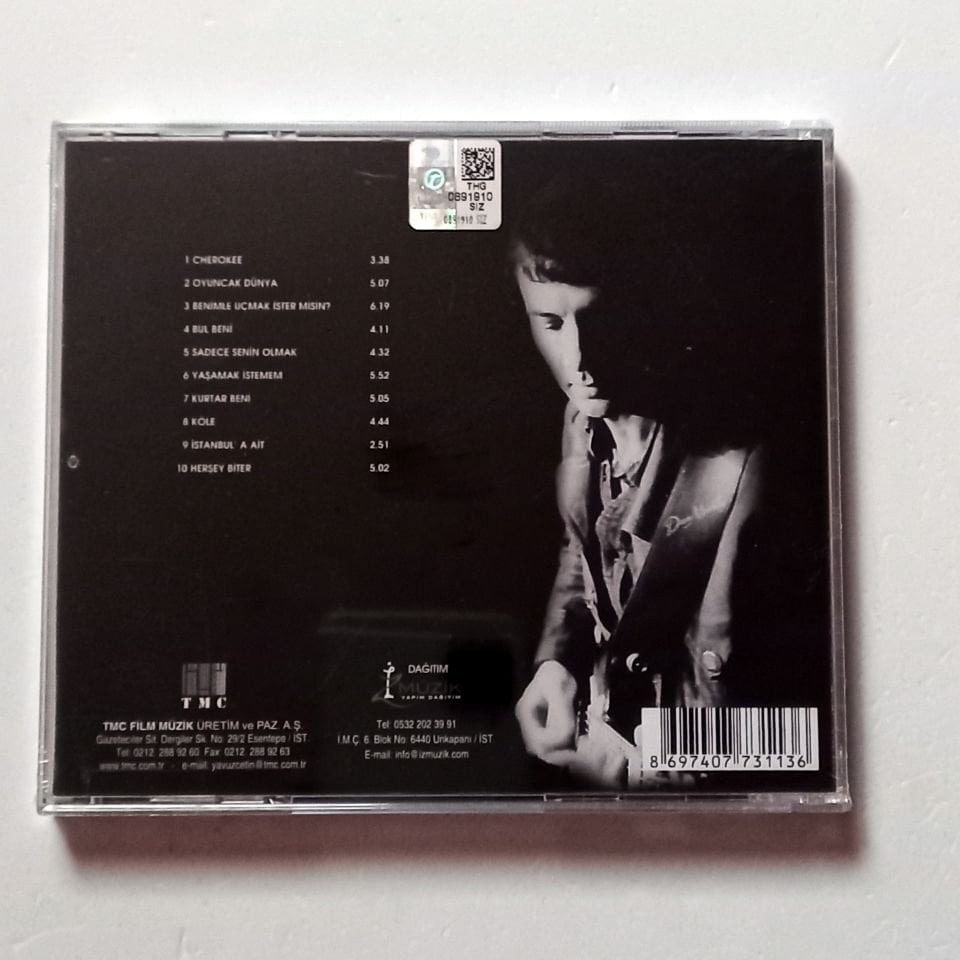 THG
0891910
SIZ
0891910 SIZ
1 CHEROKEE 3.38
2 OYUNCAK DÜNYA 5.07
3 BENİMLE UÇMAK İSTER MİSİN? 6.19
4 BUL BENİ 4.11
5 SADECE SENİN OLMAK 4.32
6 YAŞAMAK İSTEMEM 5.52
7 KURTAR BENİ 5.05
8 KÖLE 4.44
9 İSTANBUL' A AİT 2.51
10 HERŞEY BİTER 5.02
TMC
TMC FİLM MÜZİK ÜRETİM ve PAZ. A.Ş.
Gazeteciler Sit. Dergiler Sk. No: 29/2 Esentepe / İST.
Tel: 0212 288 92 60 Fax: 0212 288 92 63
www.tmc.com.tr - e-mail: yavuzcetin@tmc.com.tr
DAĞITIM
İZ MÜZİK
YAPIM DAĞITIM
Tel: 0532 202 39 91
İ.M.Ç. 6. Blok No: 6440 Unkapanı / İST.
E-mail: info@izmuzik.com
8 697407 731136